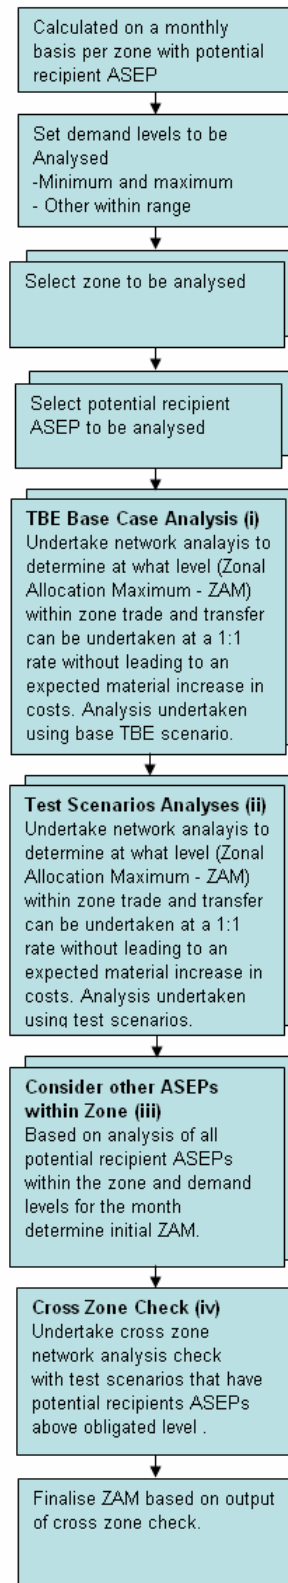 Calculated on a monthly
basis per zone with potential
recipient ASEP
Set demand levels to be
Analysed
-Minimum and maximum
- Other within range
Select zone to be analysed
Select potential recipient
ASEP to be analysed
TBE Base Case Analysis (i)
Undertake network analayis to
determine at what level (Zonal
Allocation Maximum - ZAM)
within zone trade and transfer
can be undertaken at a 1:1
rate without leading to an
expected material increase in
costs. Analysis undertaken
using base TBE scenario.
Test Scenarios Analyses (ii)
Undertake network analayis to
determine at what level (Zonal
Allocation Maximum - ZAM)
within zone trade and transfer
can be undertaken at a 1:1
rate without leading to an
expected material increase in
costs. Analysis undertaken
using test scenarios.
Consider other ASEPs
within Zone (iii)
Based on analysis of all
potential recipient ASEPs
within the zone and demand
levels for the month
determine initial ZAM.
Cross Zone Check (iv)
Undertake cross zone
network analysis check
with test scenarios that have
potential recipients ASEPs
above obligated level .
Finalise ZAM based on output
of cross zone check.